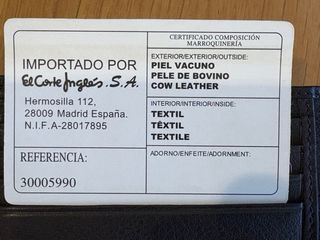 IMPORTADO POR
El Corte Inglés. S.A.
Hermosilla 112,
28009 Madrid España.
N.I.F.A-28017895
REFERENCIA:
30005990
CERTIFICADO COMPOSICIÓN
MARROQUINERÍA
EXTERIOR/EXTERIOR/OUTSIDE:
PIEL VACUNO
PELE DE BOVINO
COW LEATHER
INTERIOR/INTERIOR/INSIDE:
TEXTIL
TÊXTIL
TEXTILE
ADORNO/ENFEITE/ADORNMENT: